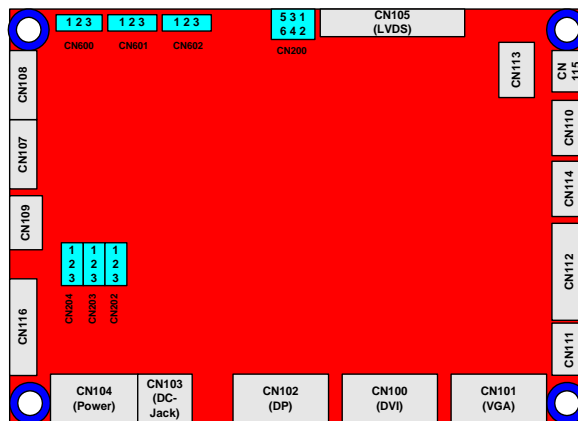 1 2 3
1 2 3
1 2 3
5 3 1
6 4 2
CN105
(LVDS)
CN600
CN601
CN602
CN200
CN113
CN
115
CN108
CN110
CN107
CN114
CN109
CN112
1
2
3
1
2
3
1
2
3
CN204
CN203
CN202
CN116
CN111
CN104
(Power)
CN103
(DC-
Jack)
CN102
(DP)
CN100
(DVI)
CN101
(VGA)